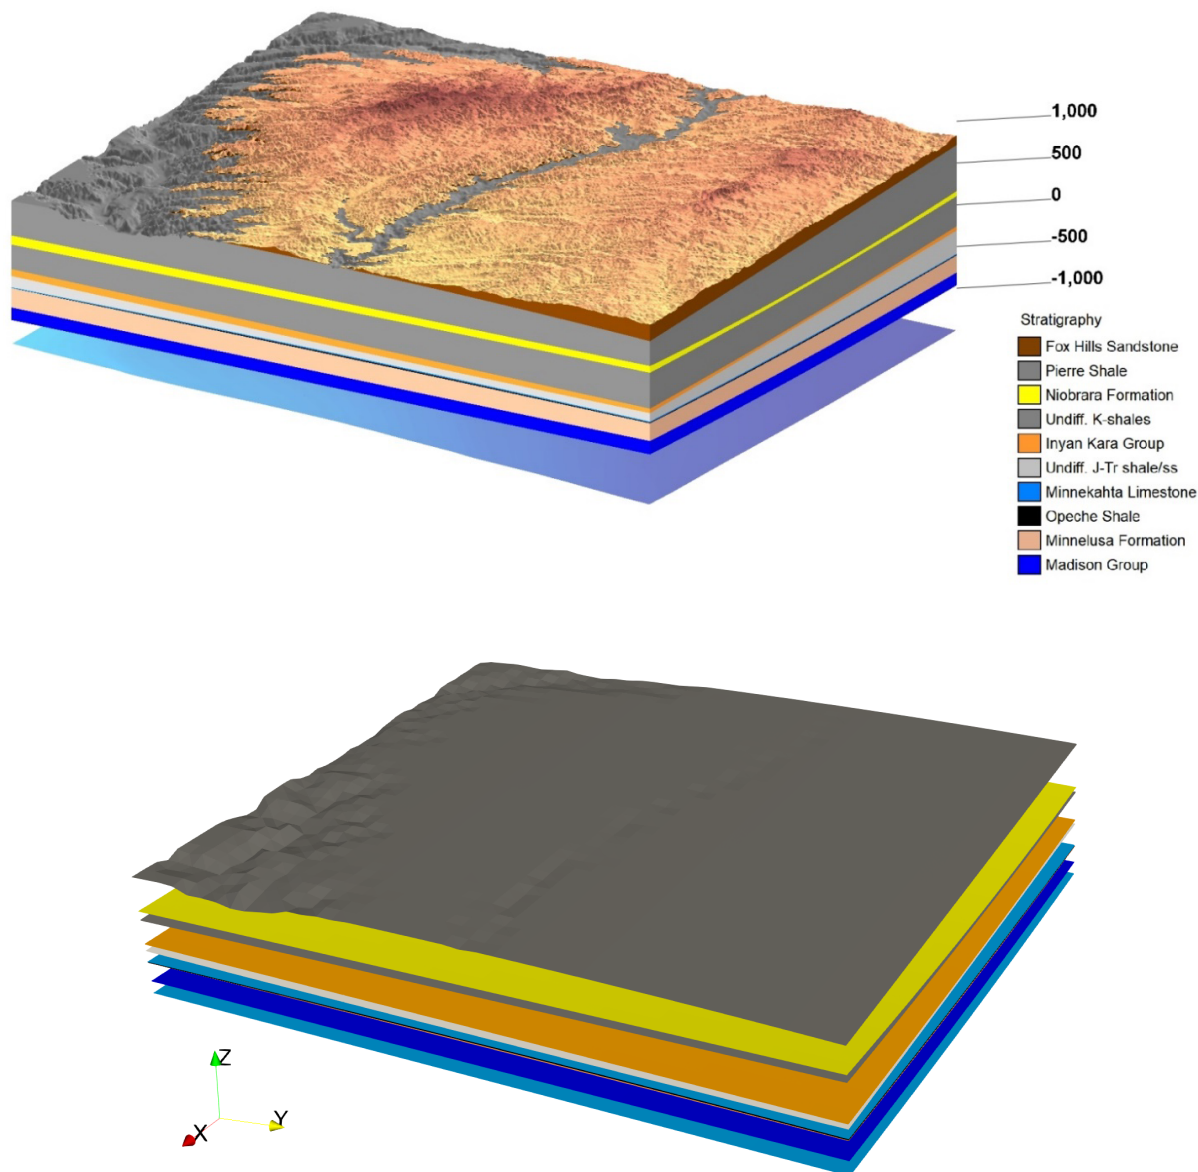 1,000
500
0
-500
-1,000
Stratigraphy
Fox Hills Sandstone
Pierre Shale
Niobrara Formation
Undiff. K-shales
Inyan Kara Group
Undiff. J-Tr shale/ss
Minnekahta Limestone
Opeche Shale
Minnelusa Formation
Madison Group
Z
Y
X